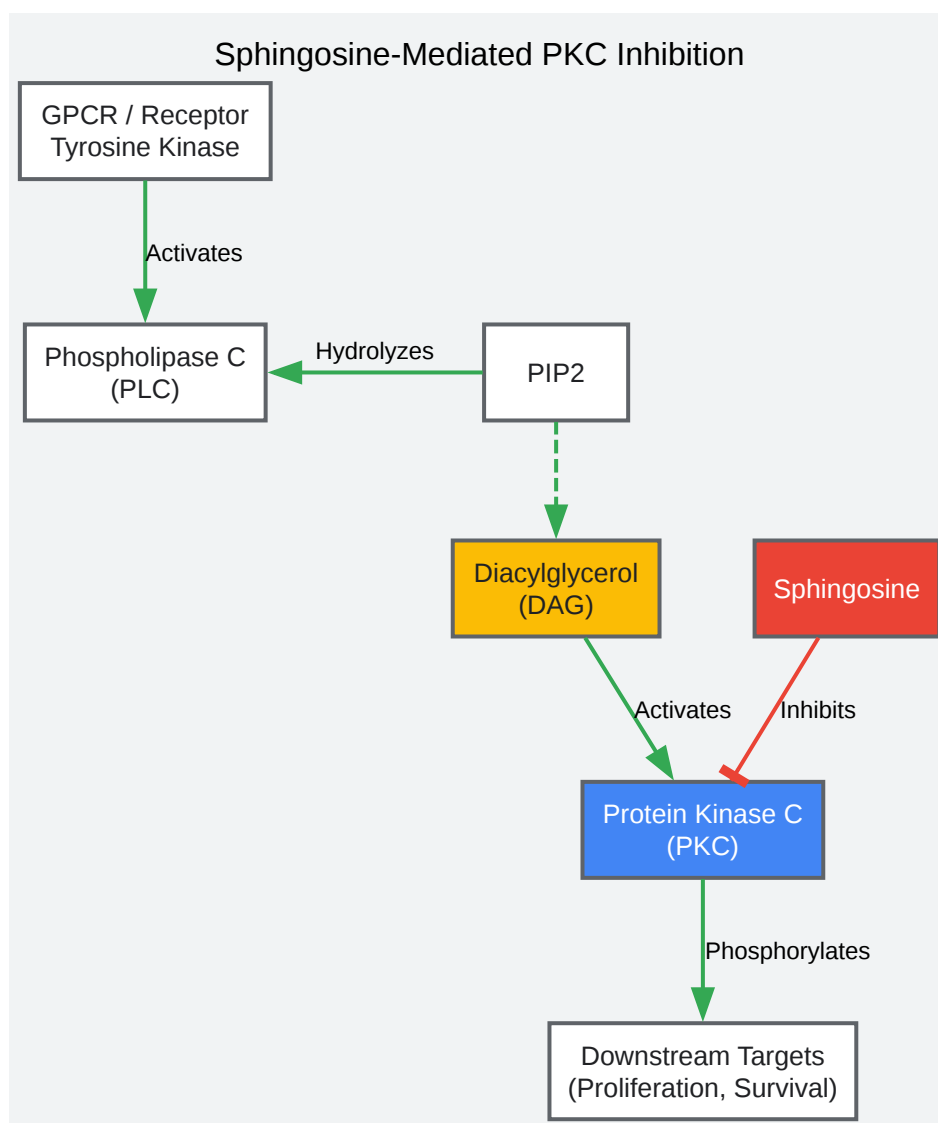 Sphingosine-Mediated PKC Inhibition
GPCR / Receptor
Tyrosine Kinase
Activates
Phospholipase C
(PLC)
Hydrolyzes
PIP2
Diacylglycerol
(DAG)
Sphingosine
Activates
Inhibits
Protein Kinase C
(PKC)
Phosphorylates
Downstream Targets
(Proliferation, Survival)